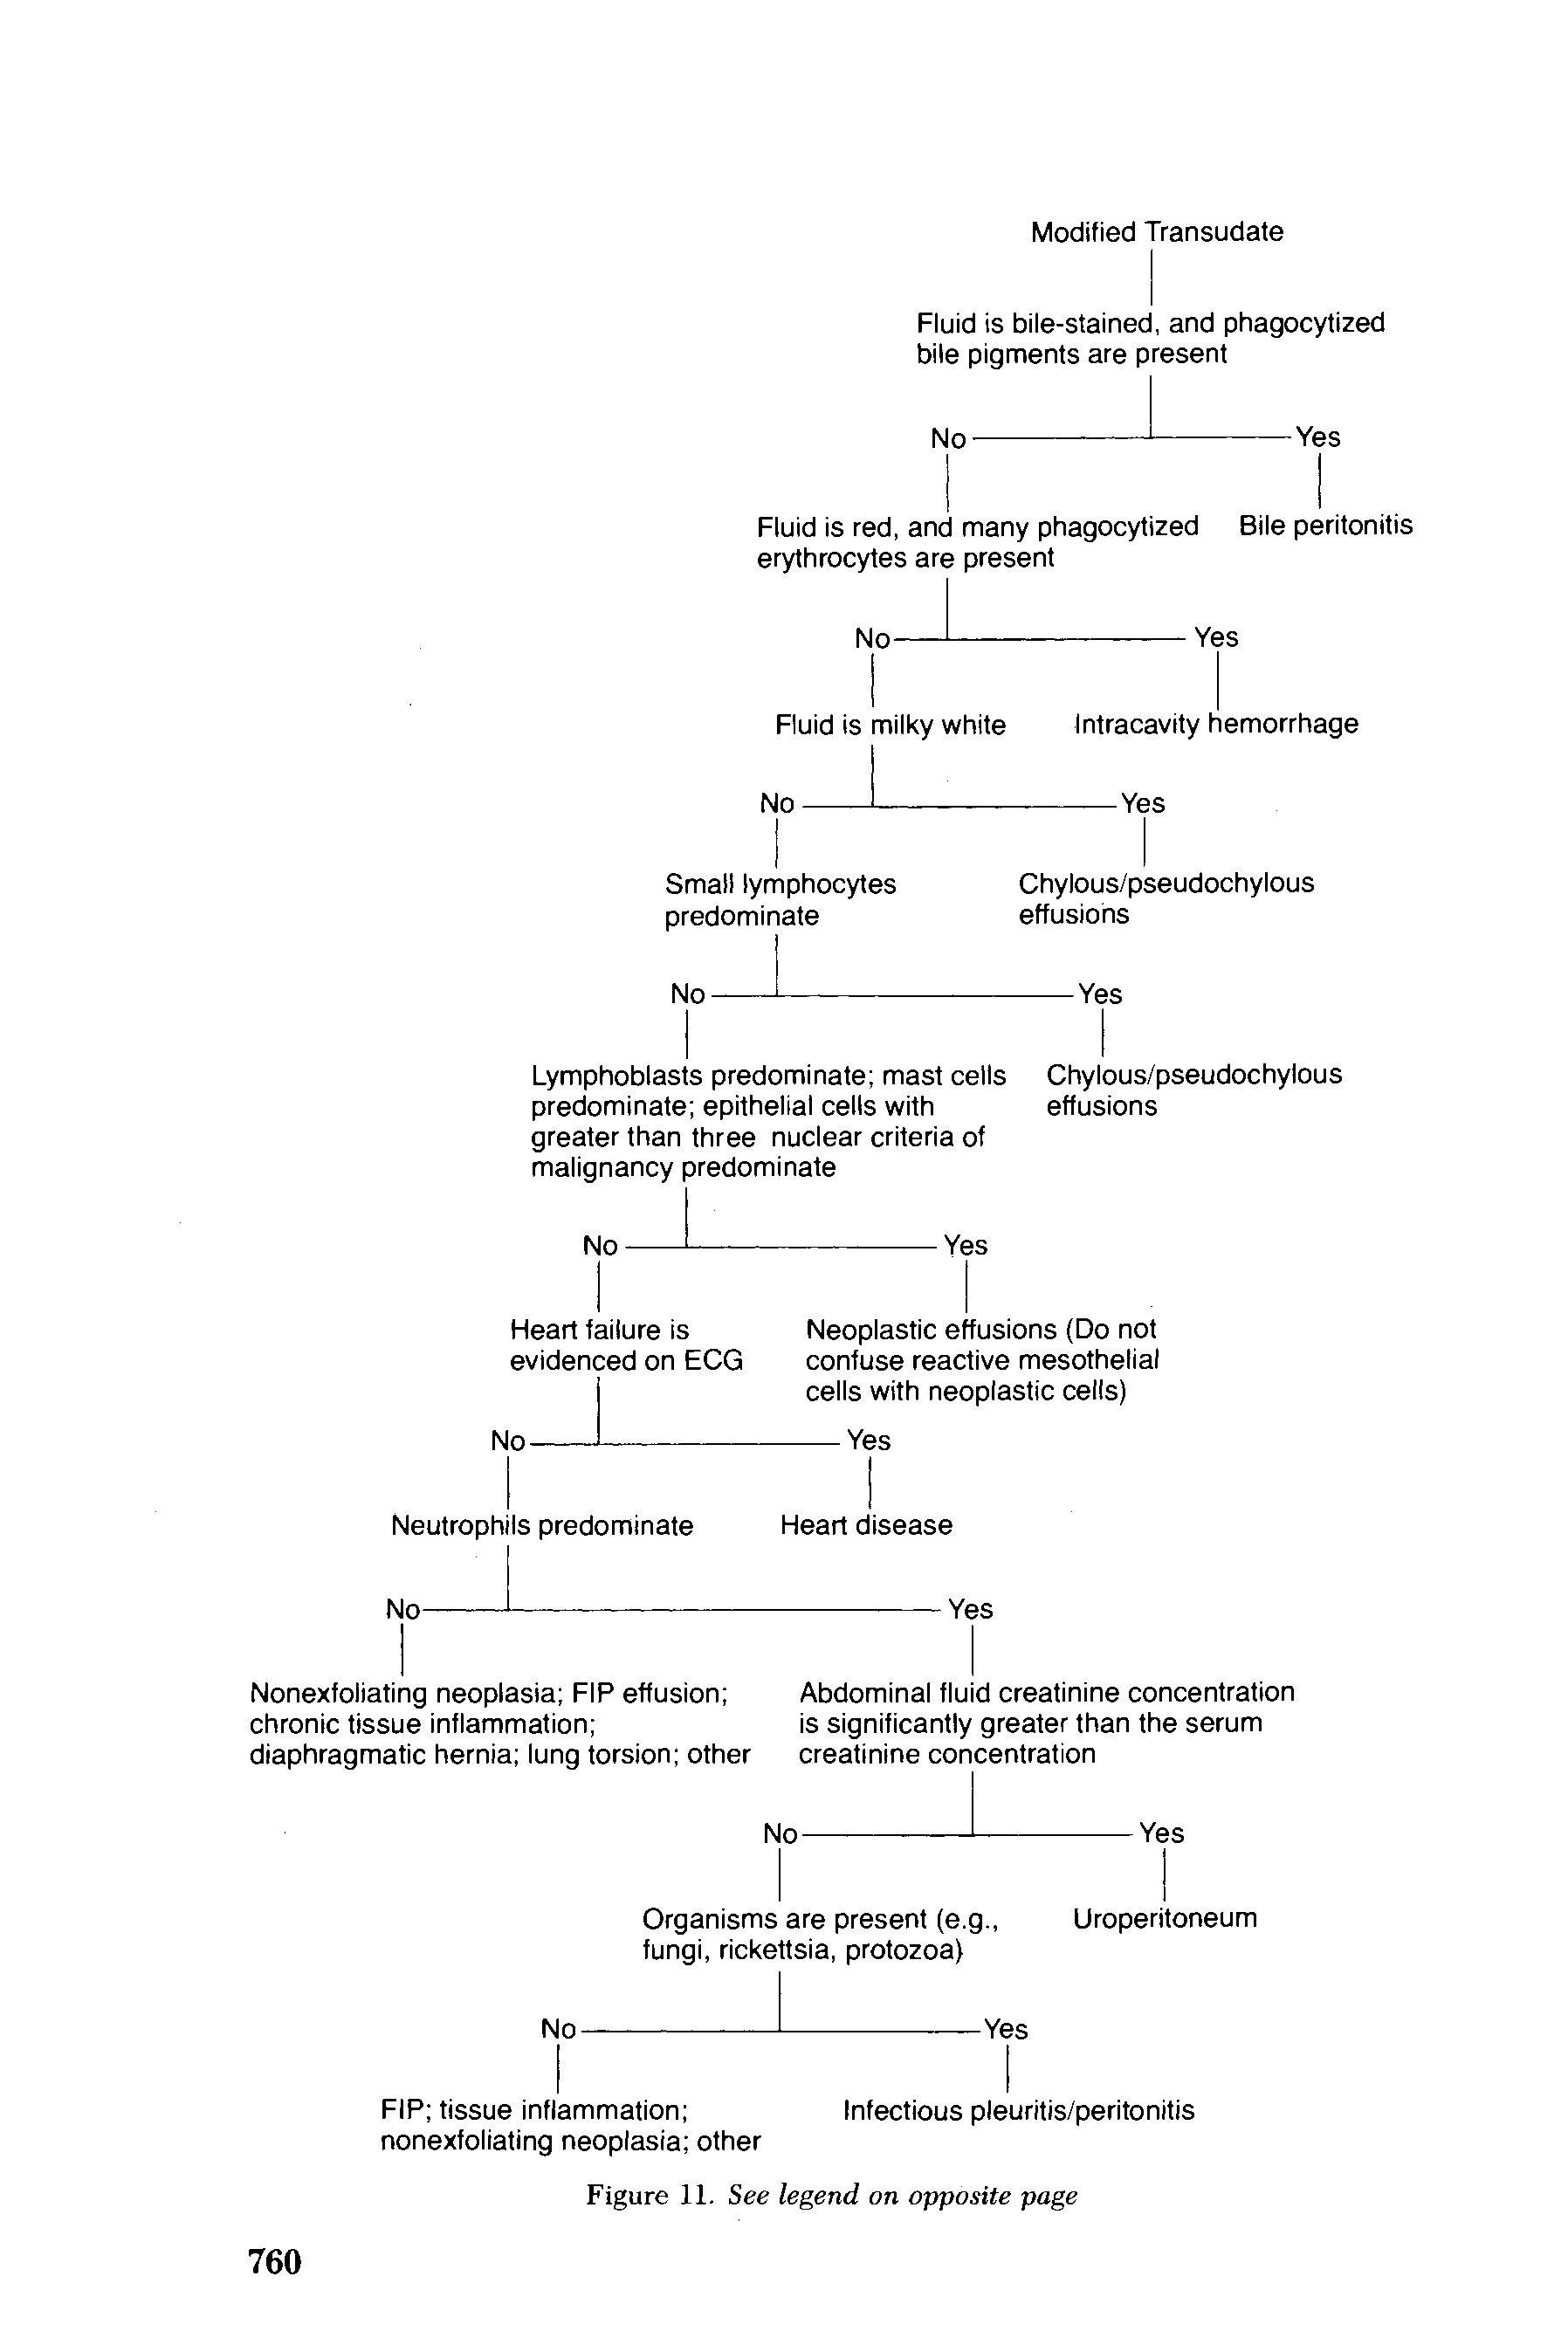 Modified Transudate
Fluid is bile-stained, and phagocytized
bile pigments are present
No
Yes
Fluid is red, and many phagocytized
erythrocytes are present
Bile peritonitis
No
Yes
Fluid is milky white
Intracavity hemorrhage
No
Yes
Small lymphocytes
predominate
Chylous/pseudochylous
effusions
No
Yes
Lymphoblasts predominate; mast cells
predominate; epithelial cells with
greater than three nuclear criteria of
malignancy predominate
Chylous/pseudochylous
effusions
No
Yes
Heart failure is
evidenced on ECG
Neoplastic effusions (Do not
confuse reactive mesothelial
cells with neoplastic cells)
No
Yes
Neutrophils predominate
Heart disease
No
Yes
Nonexfoliating neoplasia; FIP effusion;
chronic tissue inflammation;
diaphragmatic hernia; lung torsion; other
Abdominal fluid creatinine concentration
is significantly greater than the serum
creatinine concentration
No
Yes
Organisms are present (e.g.,
fungi, rickettsia, protozoa)
Uroperitoneum
No
Yes
FIP; tissue inflammation;
nonexfoliating neoplasia; other
Infectious pleuritis/peritonitis
Figure 11. See legend on opposite page
760